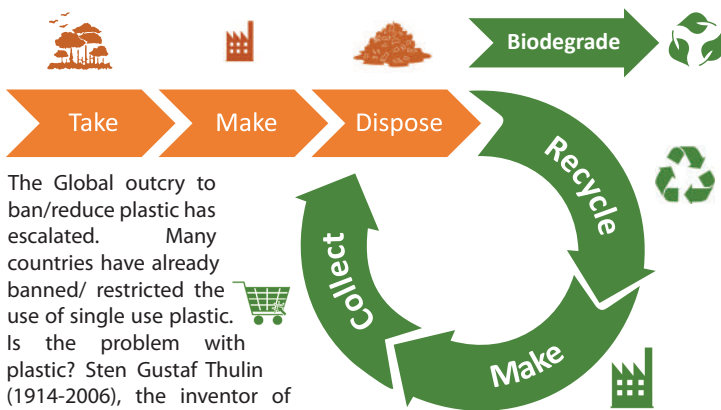 Biodegrade
Take Make Dispose
Recycle
The Global outcry to
ban/reduce plastic has
escalated. Many
countries have already
banned/ restricted the
use of single use plastic.
Is the problem with
plastic? Sten Gustaf Thulin
(1914-2006), the inventor of
Collect
Make